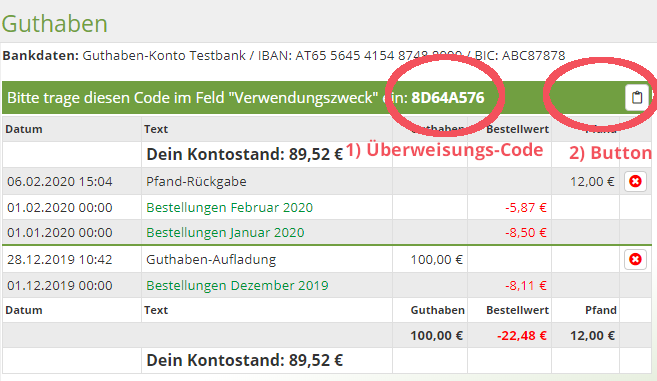 Guthaben
Bankdaten: Guthaben-Konto Testbank / IBAN: AT65 5645 4154 8748 8000 / BIC: ABC87878
Bitte trage diesen Code im Feld "Verwendungszweck" ein: 8D64A576
Datum Text Guthaben Bestellwert Pfand
Dein Kontostand: 89,52 €
1) Überweisungs-Code 2) Button
06.02.2020 15:04 Pfand-Rückgabe 12,00 €
01.02.2020 00:00 Bestellungen Februar 2020 -5,87 €
01.01.2020 00:00 Bestellungen Januar 2020 -8,50 €
28.12.2019 10:42 Guthaben-Aufladung 100,00 €
01.12.2019 00:00 Bestellungen Dezember 2019 -8,11 €
Datum Text Guthaben Bestellwert Pfand
100,00 € -22,48 € 12,00 €
Dein Kontostand: 89,52 €